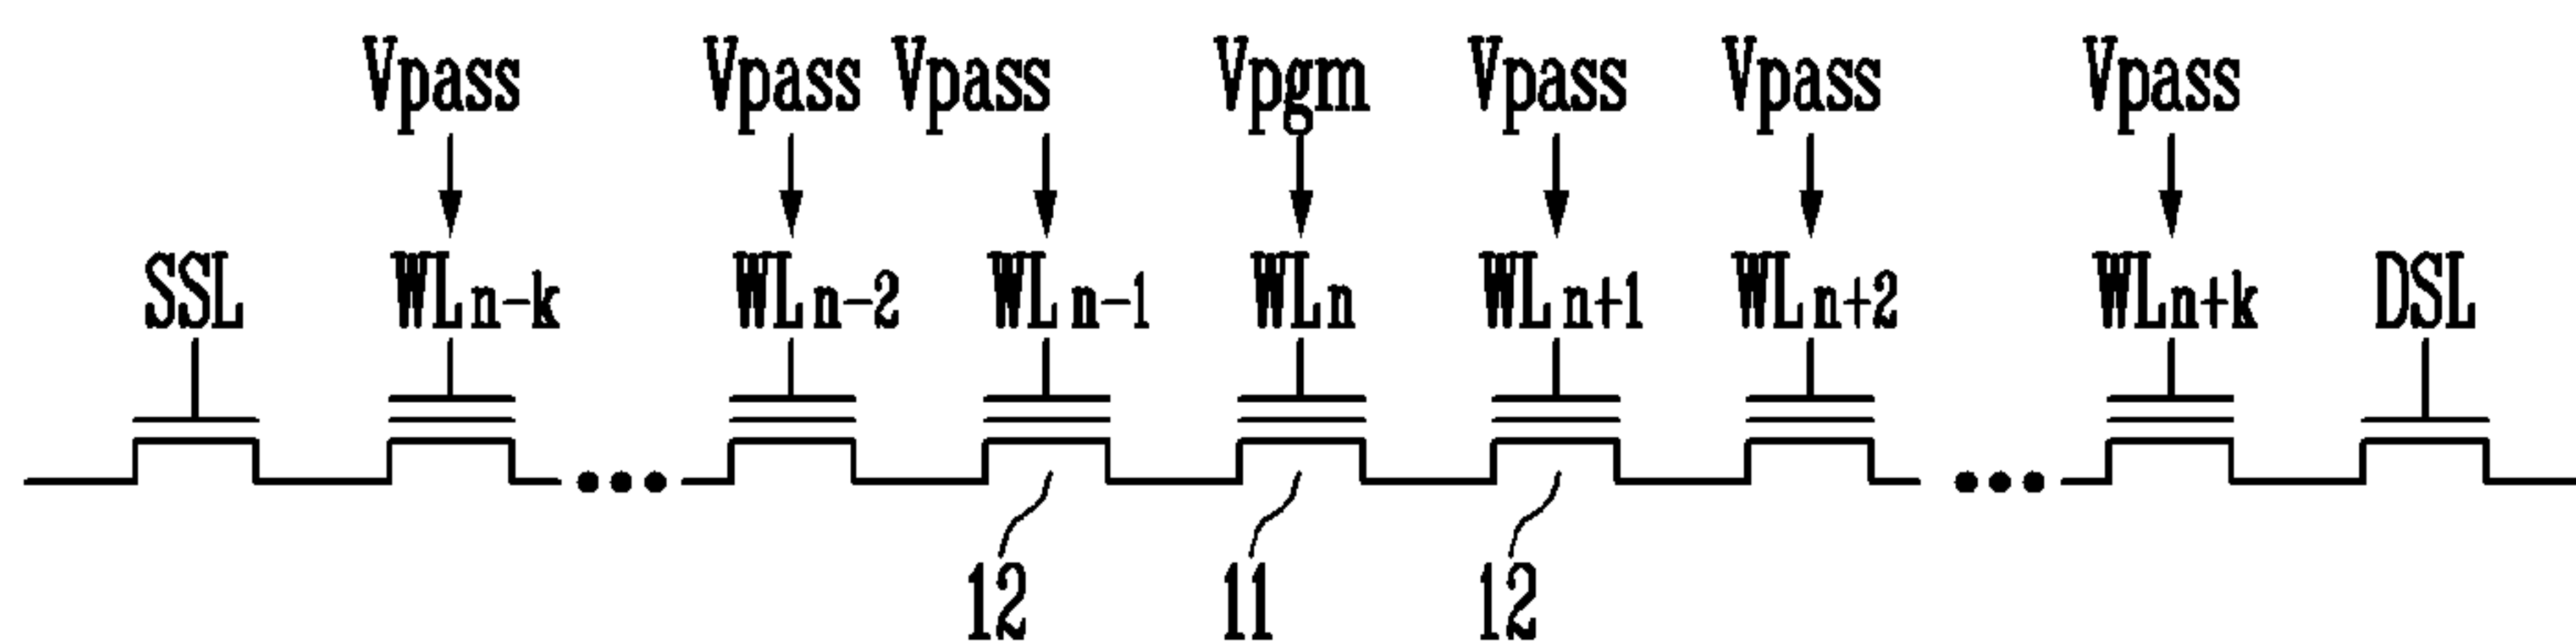 Vpass Vpass Vpass Vpgm Vpass Vpass Vpass
SSL WLn-k WLn-2 WLn-1 WLn WLn+1 WLn+2 WLn+k DSL
12 11 12